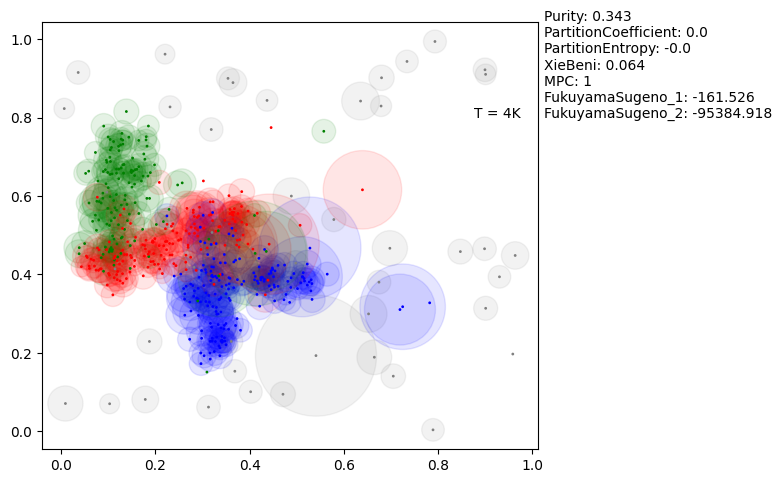 Purity: 0.343
PartitionCoefficient: 0.0
PartitionEntropy: -0.0
XieBeni: 0.064
MPC: 1
FukuyamaSugeno_1: -161.526
FukuyamaSugeno_2: -95384.918
T = 4K
1.0
0.8
0.6
0.4
0.2
0.0
0.0 0.2 0.4 0.6 0.8 1.0